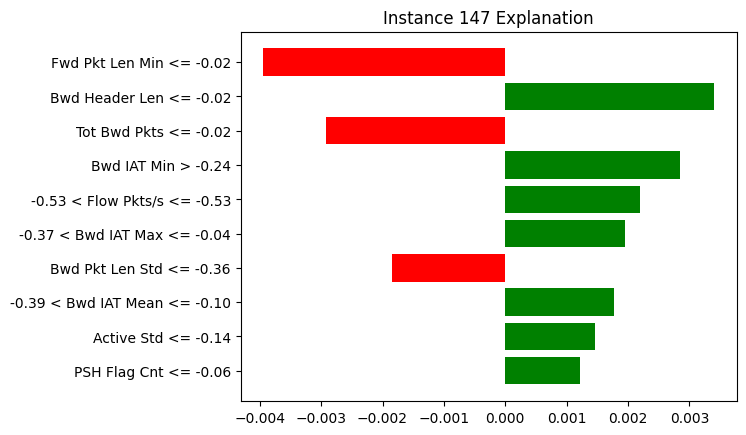 Instance 147 Explanation
Fwd Pkt Len Min <= -0.02
Bwd Header Len <= -0.02
Tot Bwd Pkts <= -0.02
Bwd IAT Min > -0.24
-0.53 < Flow Pkts/s <= -0.53
-0.37 < Bwd IAT Max <= -0.04
Bwd Pkt Len Std <= -0.36
-0.39 < Bwd IAT Mean <= -0.10
Active Std <= -0.14
PSH Flag Cnt <= -0.06
−0.004 −0.003 −0.002 −0.001 0.000 0.001 0.002 0.003